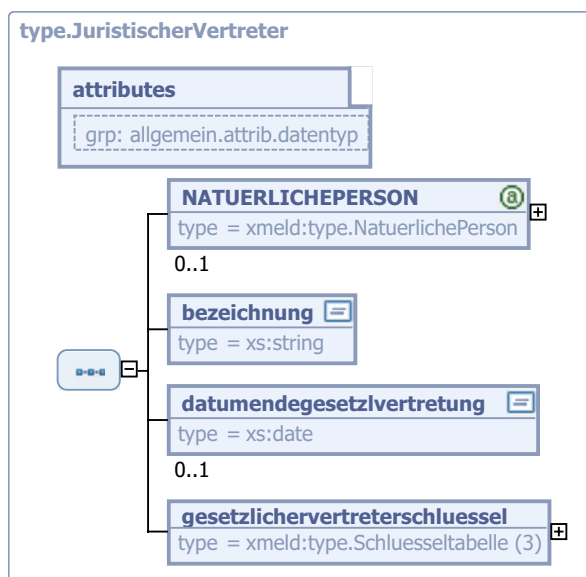 type.JuristischerVertreter
attributes
grp: allgemein.attrib.datentyp
NATUERLICHEPERSON
type = xmeld:type.NatuerlichePerson
0..1
bezeichnung
type = xs:string
datumendegesetzlvertretung
type = xs:date
0..1
gesetzlichervertreterschluessel
type = xmeld:type.Schluesseltabelle (3)